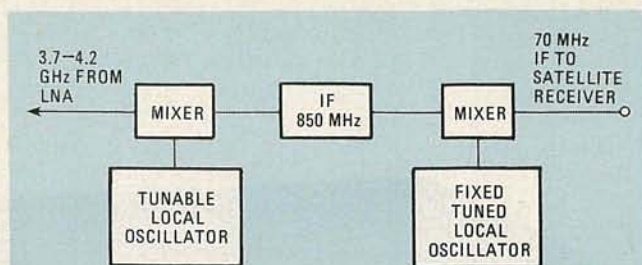 3.7–4.2
GHz FROM
LNA
MIXER
IF
850 MHz
MIXER
70 MHz
IF TO
SATELLITE
RECEIVER
TUNABLE
LOCAL
OSCILLATOR
FIXED
TUNED
LOCAL
OSCILLATOR